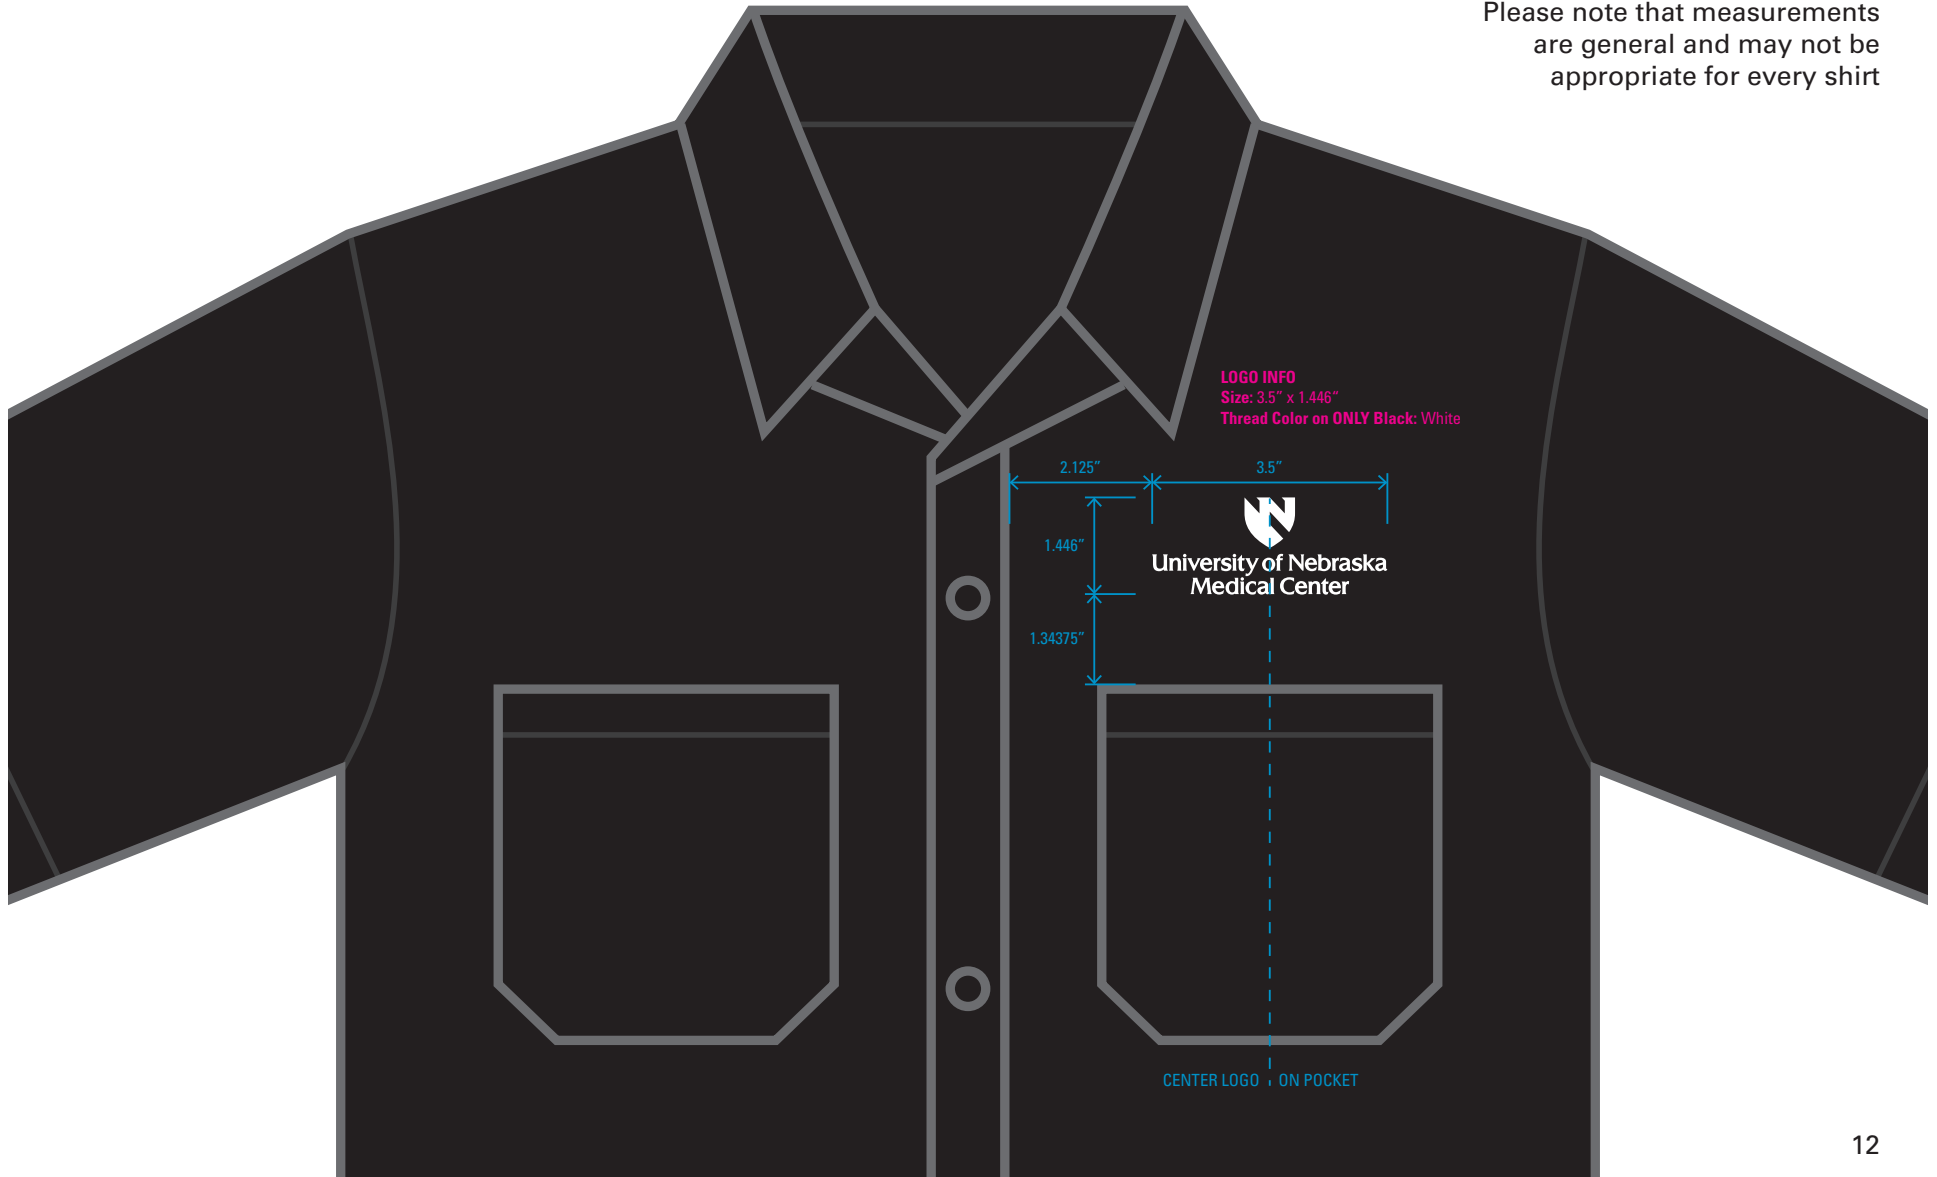 Please note that measurements
are general and may not be
appropriate for every shirt
LOGO INFO
Size: 3.5” x 1.446”
Thread Color on ONLY Black: White
2.125”
3.5”
1.446”
University of Nebraska
Medical Center
1.34375”
CENTER LOGO ON POCKET
12